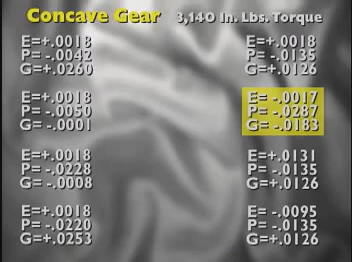 Concave Gear 3,140 In. Lbs. Torque
E=+.0018
P= -.0042
G=+.0260
E=+.0018
P= -.0050
G= -.0001
E=+.0018
P= -.0228
G= -.0008
E=+.0018
P= -.0220
G=+.0253
E=+.0018
P= -.0135
G=+.0126
E= -.0017
P= -.0287
G= -.0183
E=+.0131
P= -.0135
G=+.0126
E= -.0095
P= -.0135
G=+.0126